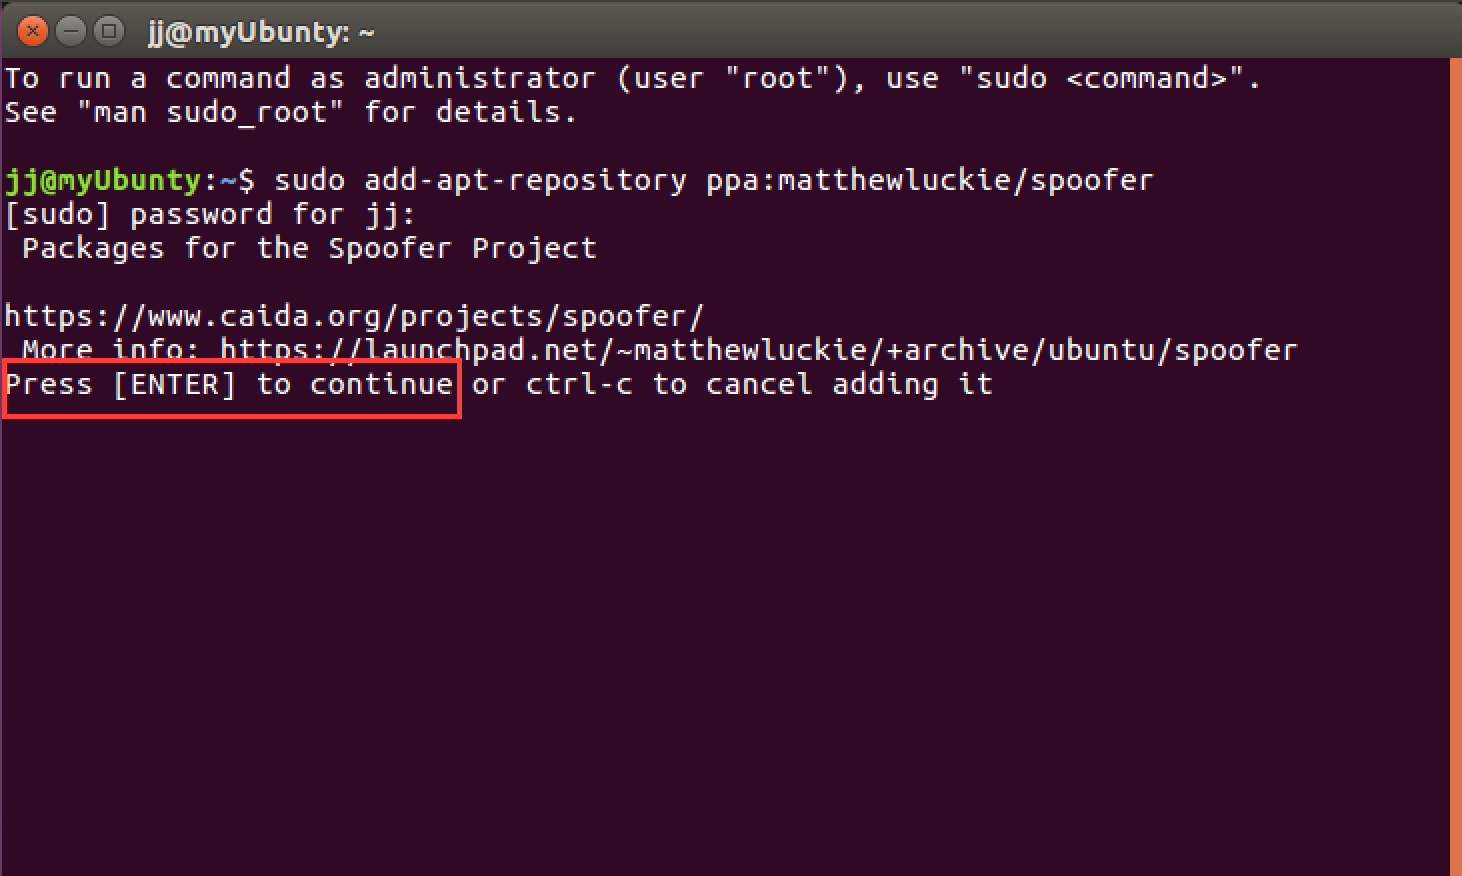 jj@myUbunty: ~
To run a command as administrator (user "root"), use "sudo <command>".
See "man sudo_root" for details.
jj@myUbunty:~$ sudo add-apt-repository ppa:matthewluckie/spoofer
[sudo] password for jj:
Packages for the Spoofer Project
https://www.caida.org/projects/spoofer/
More info: https://launchpad.net/~matthewluckie/+archive/ubuntu/spoofer
Press [ENTER] to continue or ctrl-c to cancel adding it